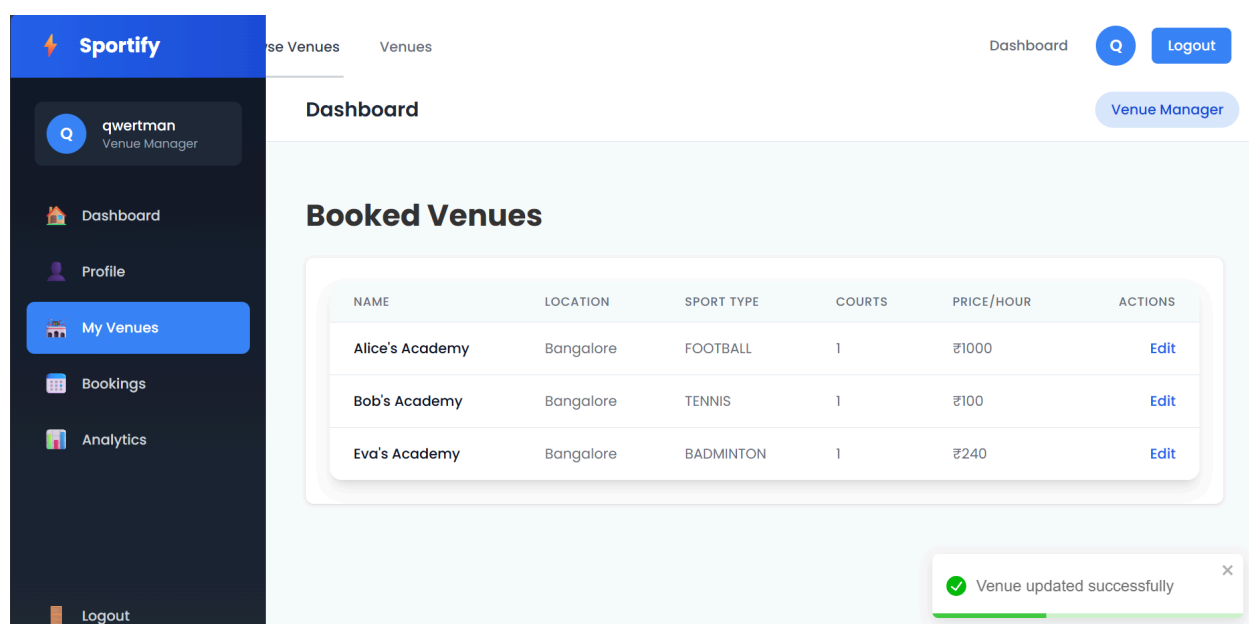 Sportify
se Venues Venues Dashboard Q Logout
Dashboard Venue Manager
Q qwertman
Venue Manager
Dashboard
Profile
My Venues
Bookings
Analytics
Logout
Booked Venues
NAME LOCATION SPORT TYPE COURTS PRICE/HOUR ACTIONS
Alice's Academy Bangalore FOOTBALL 1 ₹1000 Edit
Bob's Academy Bangalore TENNIS 1 ₹100 Edit
Eva's Academy Bangalore BADMINTON 1 ₹240 Edit
Venue updated successfully